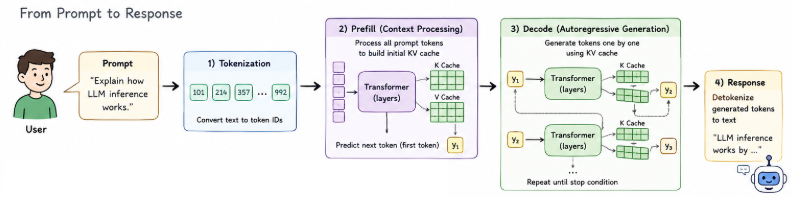 From Prompt to Response
Prompt
"Explain how
LLM inference
works."
User
1) Tokenization
101 214 357 ... 992
Convert text to token IDs
2) Prefill (Context Processing)
Process all prompt tokens
to build initial KV cache
K Cache
Transformer
(layers)
V Cache
Predict next token (first token) y₁
3) Decode (Autoregressive Generation)
Generate tokens one by one
using KV cache
K Cache
y₁ Transformer
(layers) y₂
K Cache
y₂ Transformer
(layers) y₃
...
Repeat until stop condition
4) Response
Detokenize
generated tokens
to text
"LLM inference
works by ..."